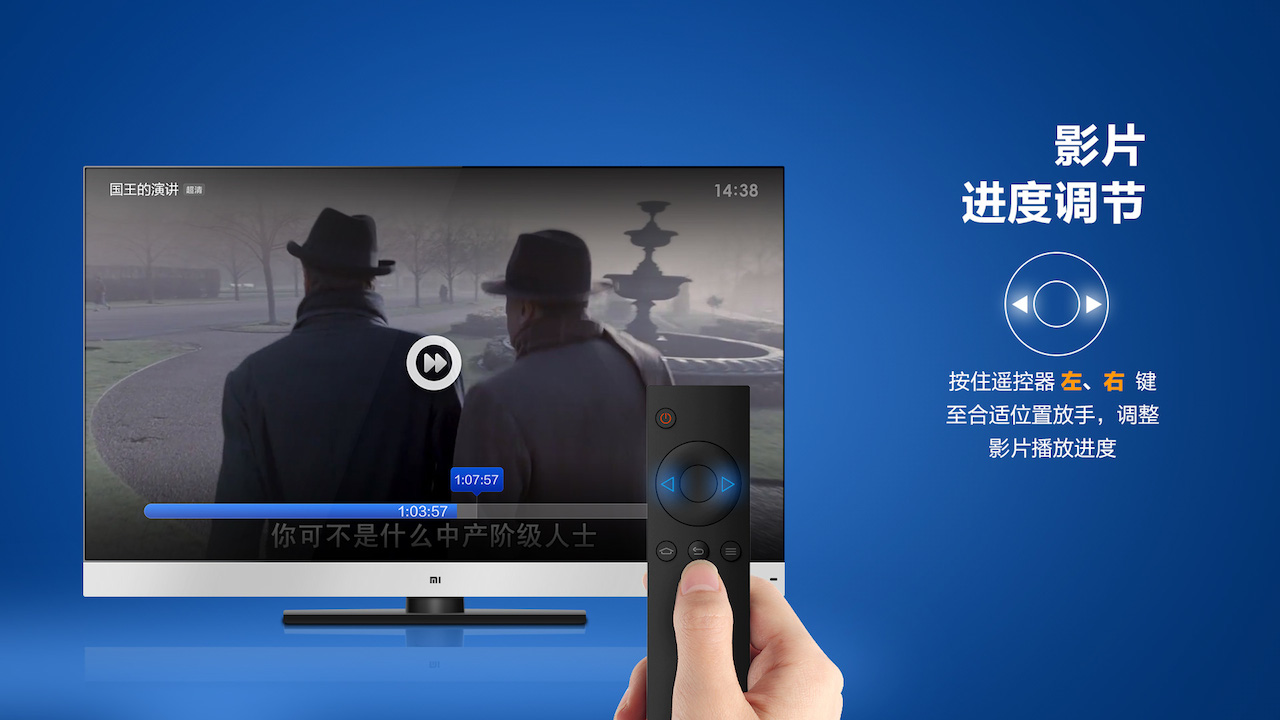 国王的演讲 超清
14:38
1:07:57
1:03:57
你可不是什么中产阶级人士
mi
影片
进度调节
按住遥控器 左、右 键
至合适位置放手，调整
影片播放进度